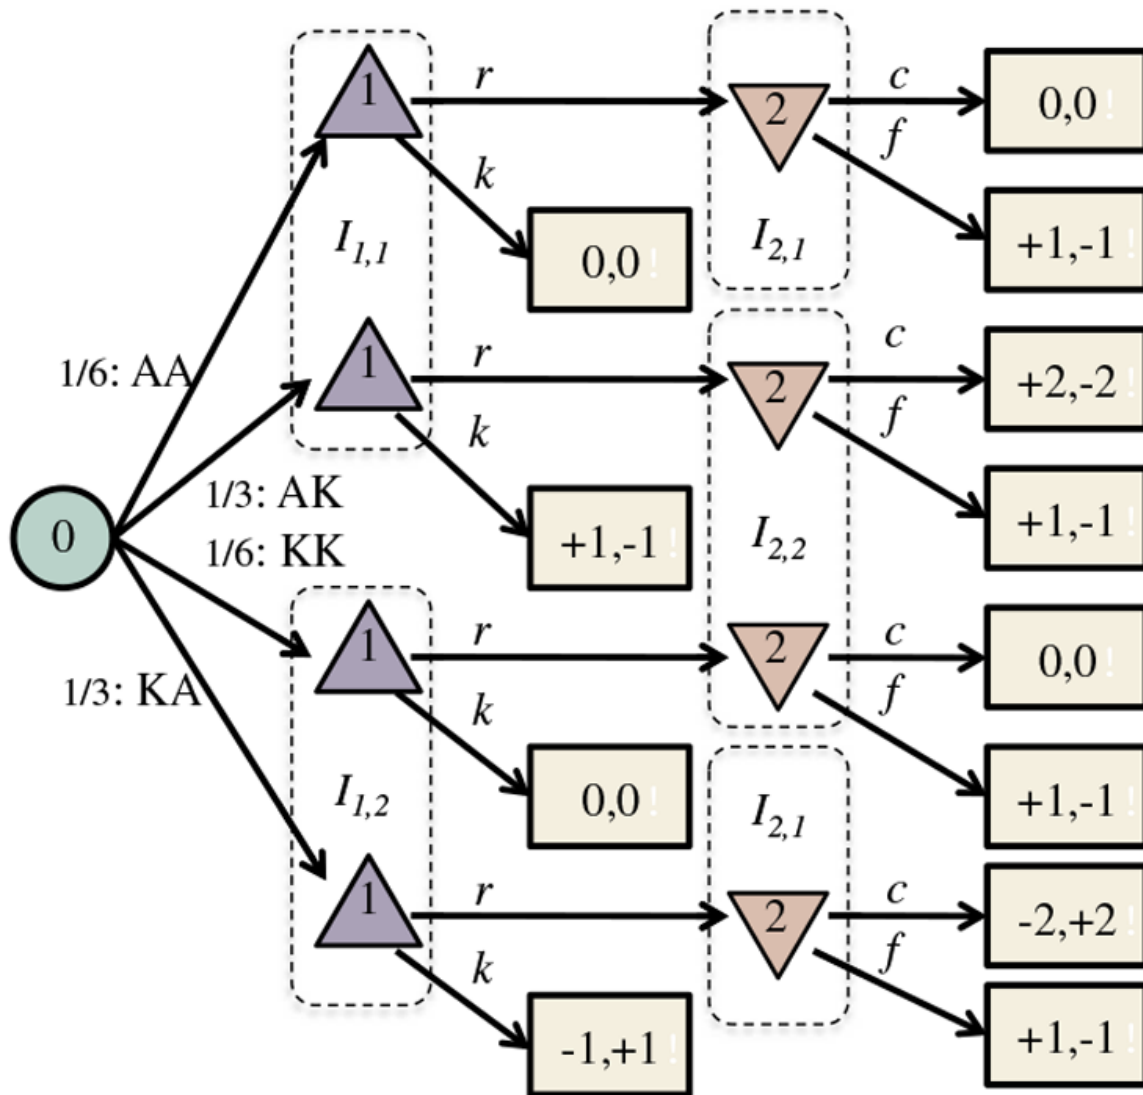 1 r 2 c 0,0 !
f
k
I1,1 0,0 ! I2,1 +1,-1 !
1 r 2 c +2,-2 !
1/6: AA
f
k
1/3: AK +1,-1 !
0 +1,-1 ! I2,2
1/6: KK
1 r 2 c 0,0 !
1/3: KA k f
I1,2 0,0 ! I2,1 +1,-1 !
1 r 2 c -2,+2 !
k f
-1,+1 ! +1,-1 !